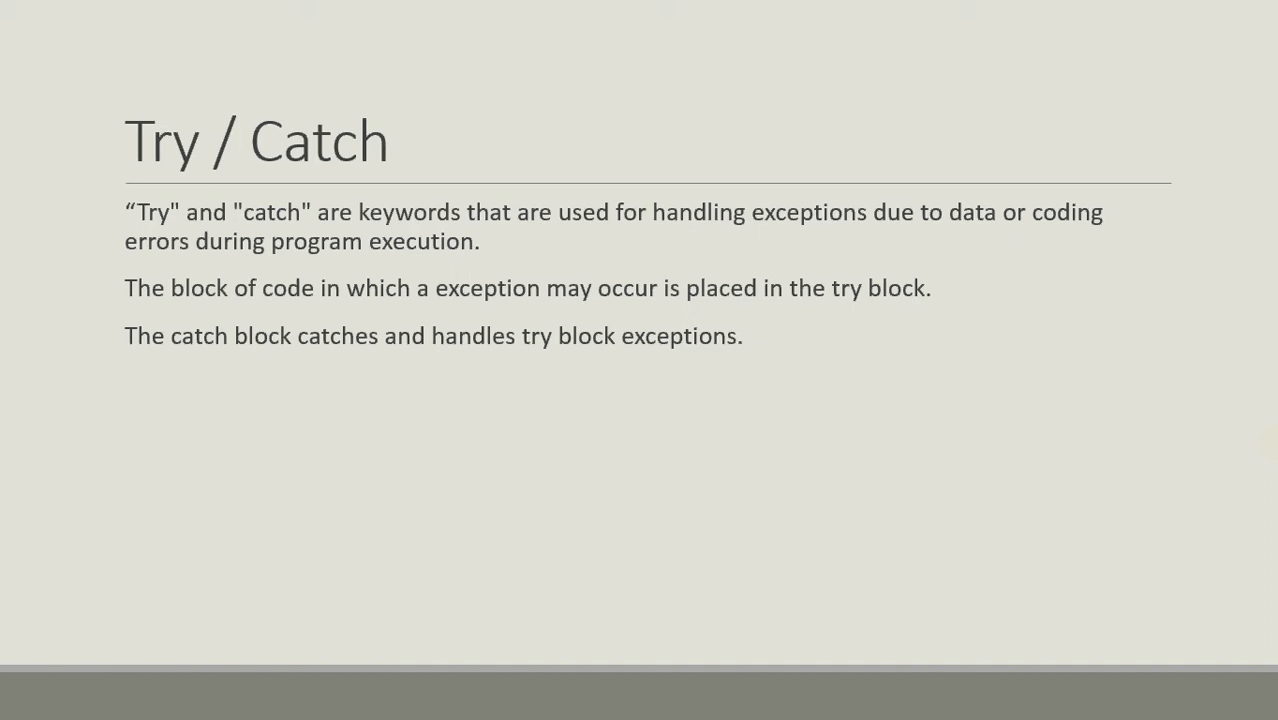 Try / Catch
“Try" and "catch" are keywords that are used for handling exceptions due to data or coding
errors during program execution.
The block of code in which a exception may occur is placed in the try block.
The catch block catches and handles try block exceptions.